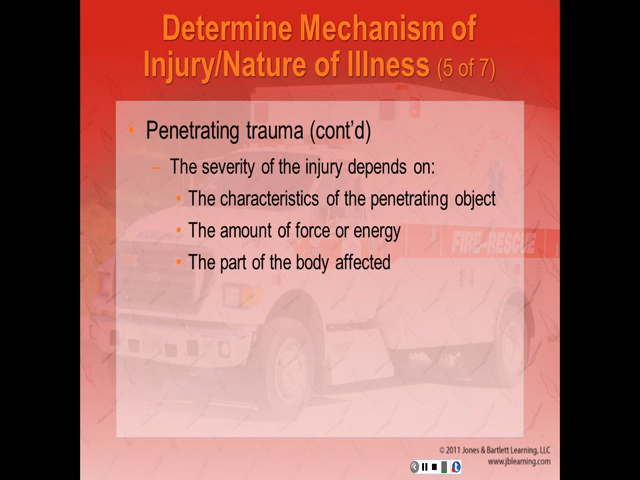 Determine Mechanism of
Injury/Nature of Illness (5 of 7)
• Penetrating trauma (cont’d)
– The severity of the injury depends on:
• The characteristics of the penetrating object
• The amount of force or energy
• The part of the body affected
FIRE-RESCUE
© 2011 Jones & Bartlett Learning, LLC
www.jblearning.com